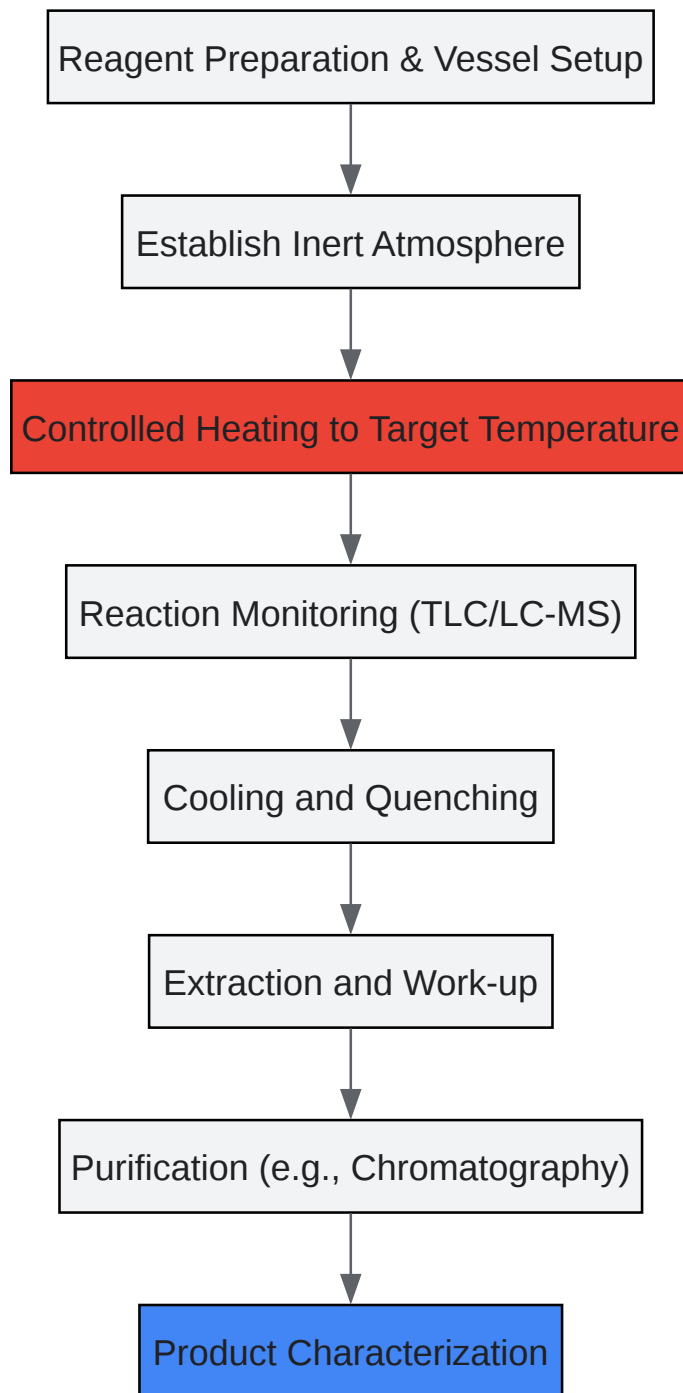 Reagent Preparation & Vessel Setup
Establish Inert Atmosphere
Controlled Heating to Target Temperature
Reaction Monitoring (TLC/LC-MS)
Cooling and Quenching
Extraction and Work-up
Purification (e.g., Chromatography)
Product Characterization